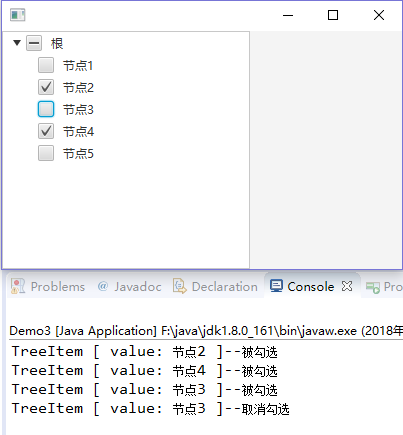 根
节点1
节点2
节点3
节点4
节点5
Problems @ Javadoc Declaration Console Pro
Demo3 [Java Application] F:\java\jdk1.8.0_161\bin\javaw.exe (2018年
TreeItem [ value: 节点2 ]--被勾选
TreeItem [ value: 节点4 ]--被勾选
TreeItem [ value: 节点3 ]--被勾选
TreeItem [ value: 节点3 ]--取消勾选